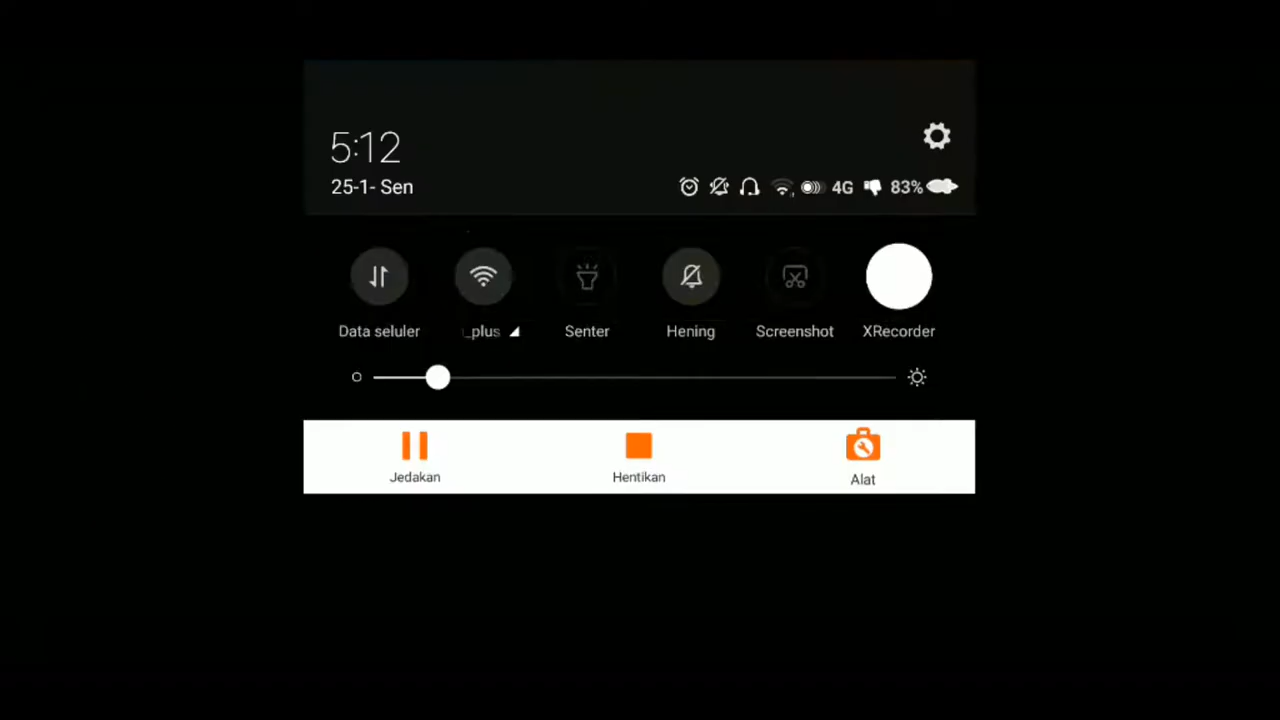 5:12
25-1- Sen
4G 83%
Data seluler
_plus
Senter
Hening
Screenshot
XRecorder
Jedakan
Hentikan
Alat